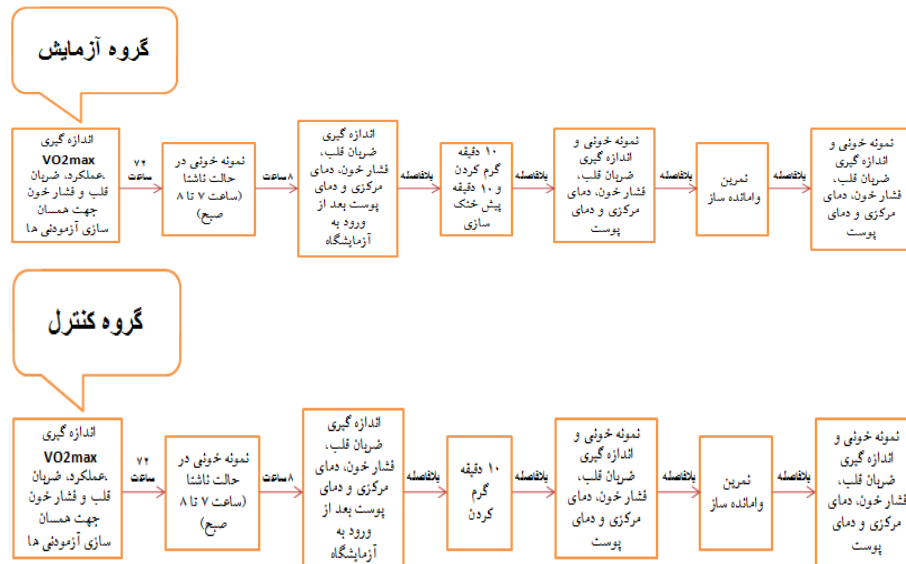 گروه آزمایش
اندازه گیری
VO2max
،عملکرد، ضربان
قلب و فشار خون
جهت همسان
سازی آزمودنی ها
۷۲
ساعت
نمونه خونی در
حالت ناشتا
(ساعت ۷ تا ۸
صبح)
۸ ساعت
اندازه گیری
ضربان قلب،
فشار خون، دمای
مرکزی و دمای
پوست بعد از
ورود به
آزمایشگاه
بلافاصله
۱۰ دقیقه
گرم کردن
و ۱۰ دقیقه
پیش خنک
سازی
بلافاصله
نمونه خونی و
اندازه گیری
ضربان قلب،
فشار خون، دمای
مرکزی و دمای
پوست
بلافاصله
تمرین
وامانده ساز
بلافاصله
نمونه خونی و
اندازه گیری
ضربان قلب،
فشار خون، دمای
مرکزی و دمای
پوست
گروه کنترل
اندازه گیری
VO2max
،عملکرد، ضربان
قلب و فشار خون
جهت همسان
سازی آزمودنی ها
۷۲
ساعت
نمونه خونی در
حالت ناشتا
(ساعت ۷ تا ۸
صبح)
۸ ساعت
اندازه گیری
ضربان قلب،
فشار خون، دمای
مرکزی و دمای
پوست بعد از
ورود به
آزمایشگاه
بلافاصله
۱۰ دقیقه
گرم
کردن
بلافاصله
نمونه خونی و
اندازه گیری
ضربان قلب،
فشار خون، دمای
مرکزی و دمای
پوست
بلافاصله
تمرین
وامانده ساز
بلافاصله
نمونه خونی و
اندازه گیری
ضربان قلب،
فشار خون، دمای
مرکزی و دمای
پوست